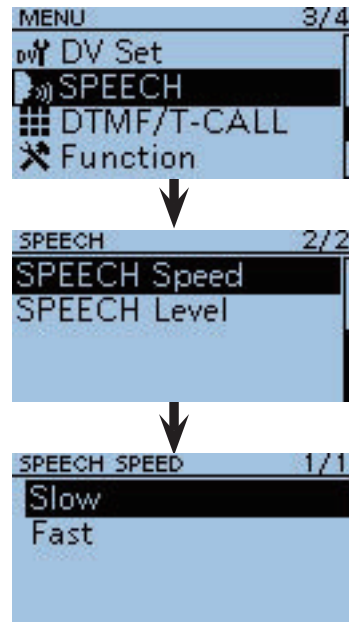 MENU 3/4
DV DV Set
SPEECH
DTMF/T-CALL
Function
SPEECH 2/2
SPEECH Speed
SPEECH Level
SPEECH SPEED 1/1
Slow
Fast